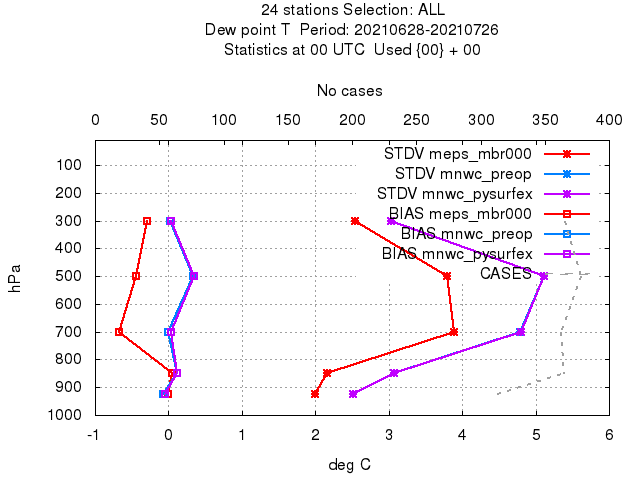 24 stations Selection: ALL
Dew point T  Period: 20210628-20210726
Statistics at 00 UTC  Used {00} + 00
No cases
0 50 100 150 200 250 300 350 400
100
200
300
400
500
600
700
800
900
1000
hPa
STDV meps_mbr000
STDV mnwc_preop
STDV mnwc_pysurfex
BIAS meps_mbr000
BIAS mnwc_preop
BIAS mnwc_pysurfex
CASES
-1 0 1 2 3 4 5 6
deg C